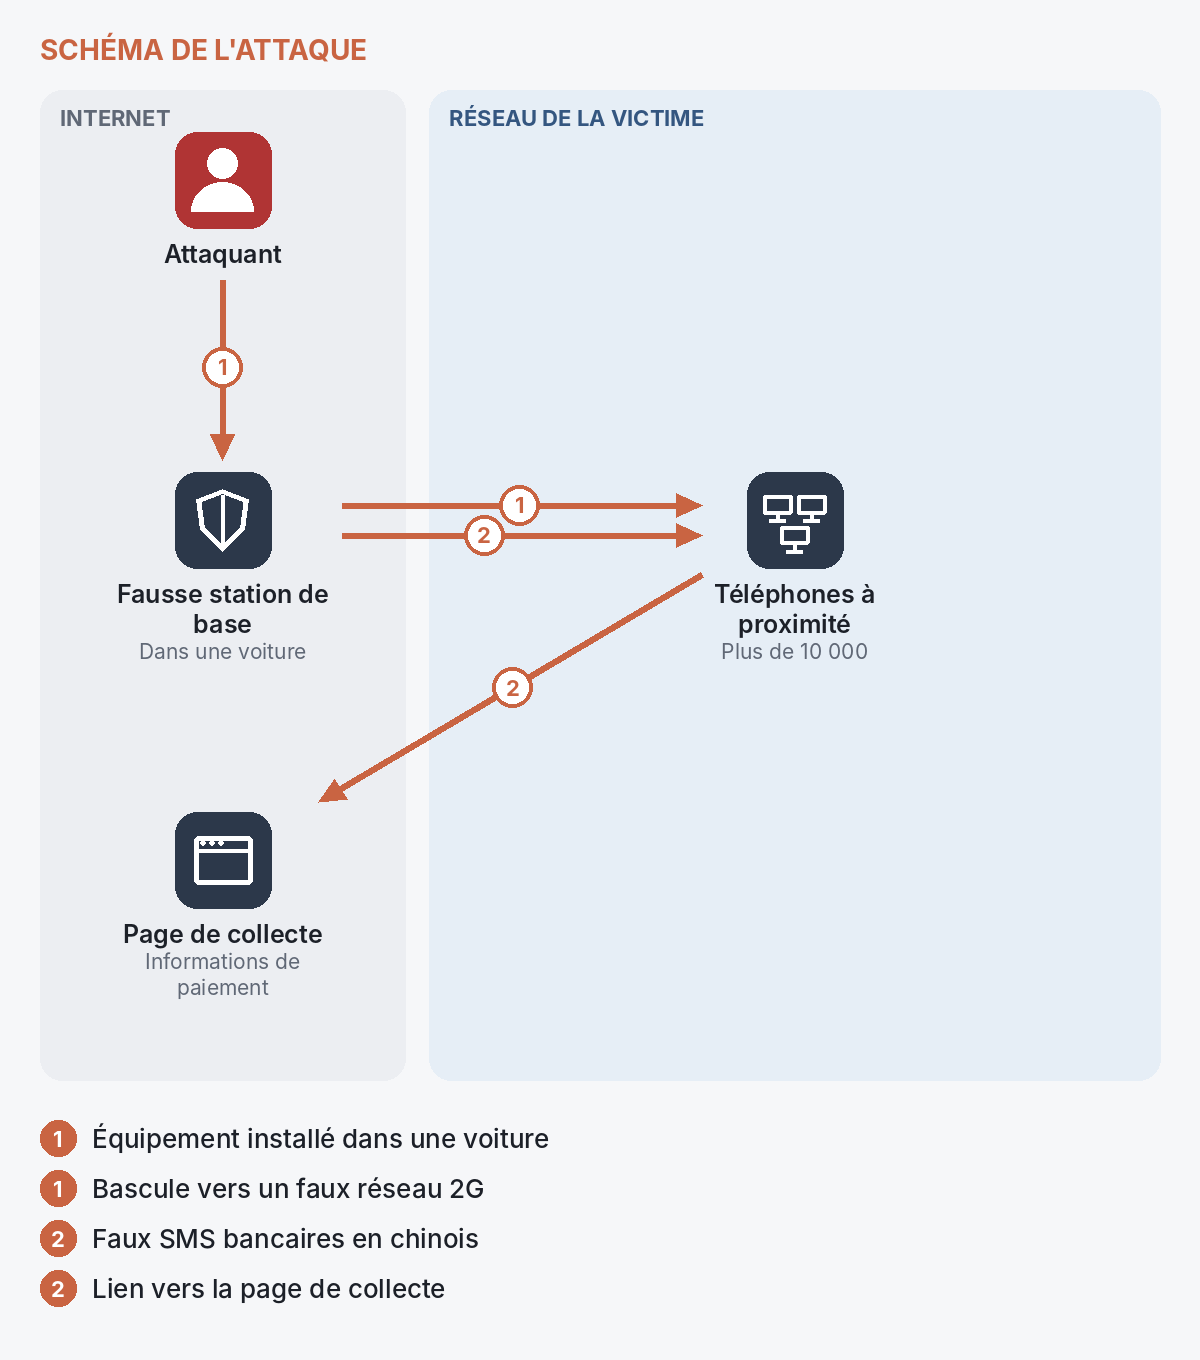 SCHÉMA DE L'ATTAQUE
INTERNET
RÉSEAU DE LA VICTIME
Attaquant
1
1
2
Fausse station de
base
Dans une voiture
Téléphones à
proximité
Plus de 10 000
2
Page de collecte
Informations de
paiement
1 Équipement installé dans une voiture
1 Bascule vers un faux réseau 2G
2 Faux SMS bancaires en chinois
2 Lien vers la page de collecte